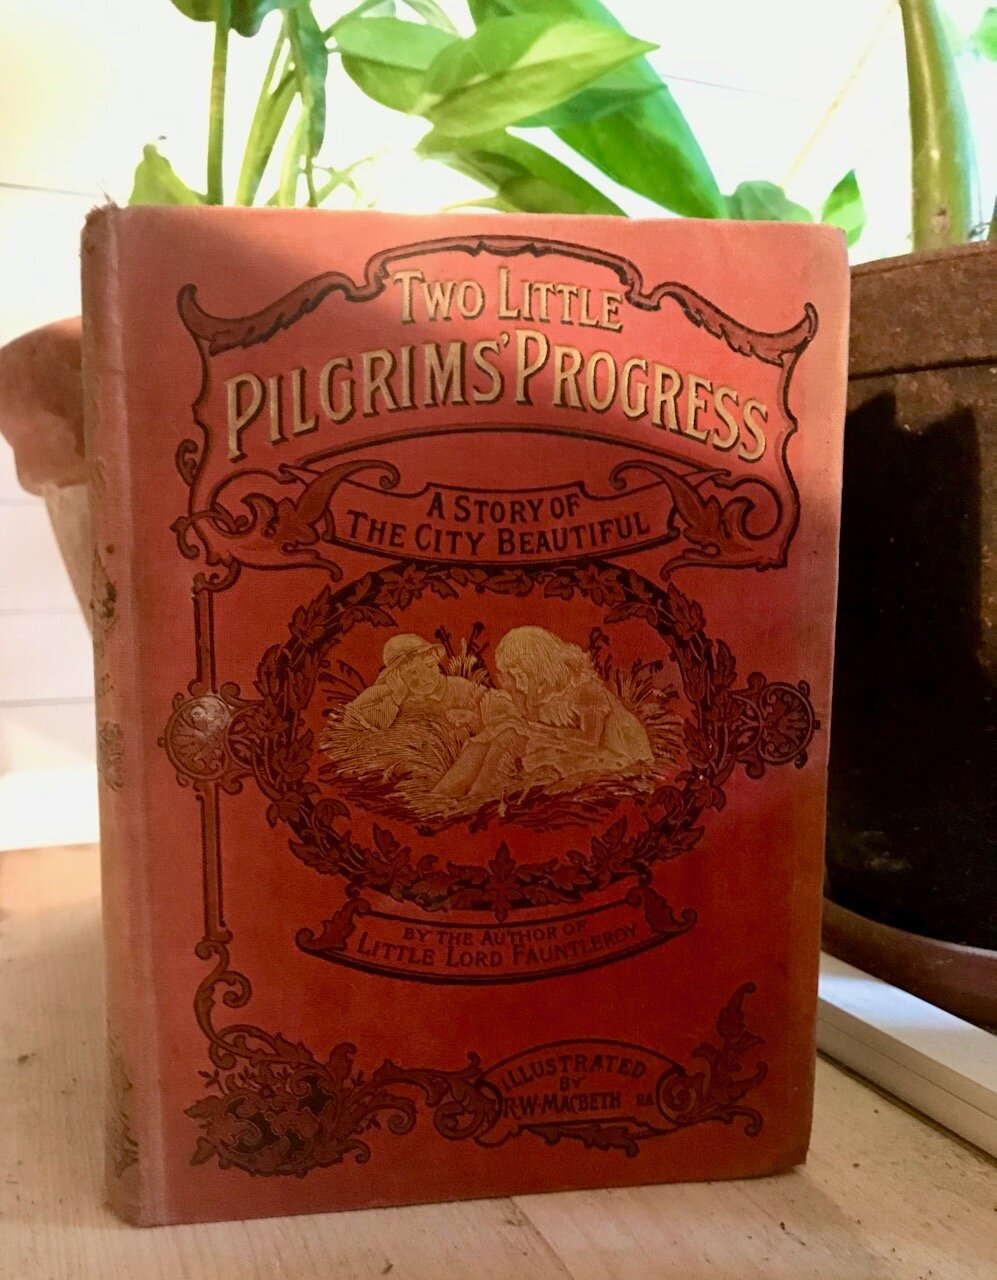 TWO LITTLE
PILGRIMS' PROGRESS
A STORY OF
THE CITY BEAUTIFUL
BY THE AUTHOR OF
LITTLE LORD FAUNTLEROY
ILLUSTRATED
BY
R·W·MACBETH RA.